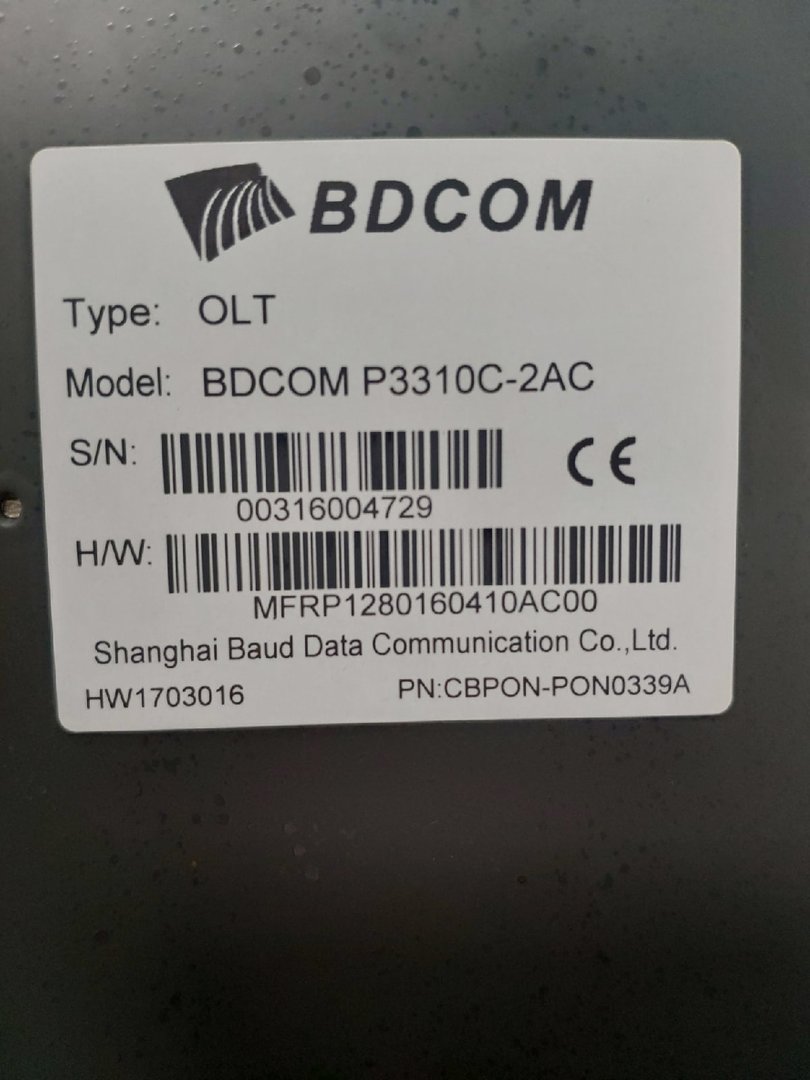 BDCOM
Type: OLT
Model: BDCOM P3310C-2AC
S/N:
00316004729
CE
H/W:
MFRP1280160410AC00
Shanghai Baud Data Communication Co.,Ltd.
HW1703016 PN:CBPON-PON0339A